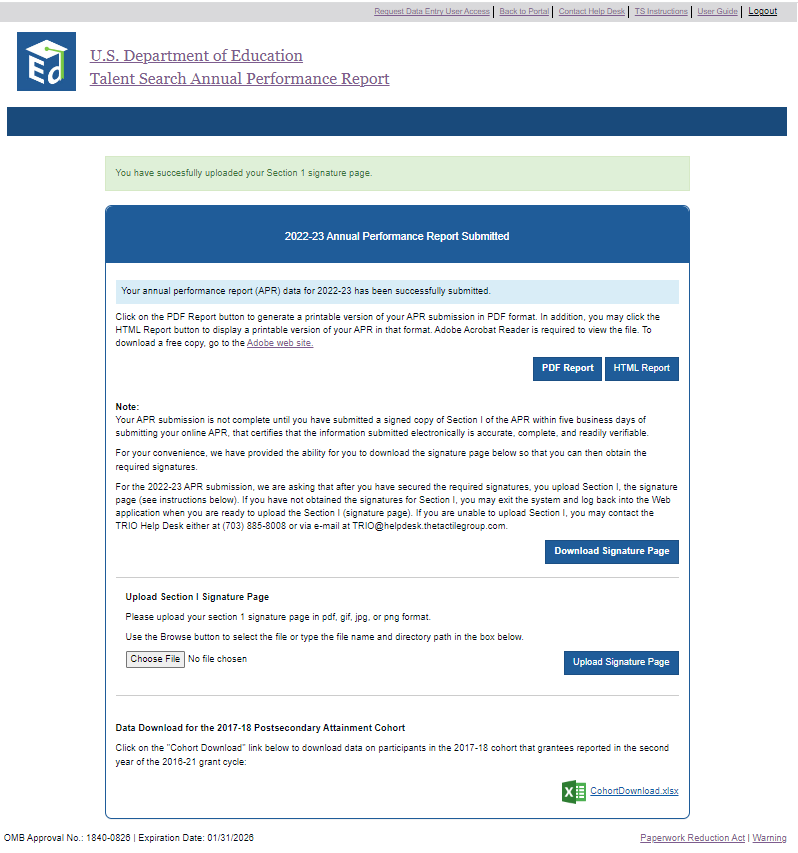 Request Data Entry User Access | Back to Portal | Contact Help Desk | TS Instructions | User Guide | Logout
Ed
U.S. Department of Education
Talent Search Annual Performance Report
You have succesfully uploaded your Section 1 signature page.
2022-23 Annual Performance Report Submitted
Your annual performance report (APR) data for 2022-23 has been successfully submitted.
Click on the PDF Report button to generate a printable version of your APR submission in PDF format. In addition, you may click the
HTML Report button to display a printable version of your APR in that format. Adobe Acrobat Reader is required to view the file. To
download a free copy, go to the Adobe web site.
PDF Report HTML Report
Note:
Your APR submission is not complete until you have submitted a signed copy of Section I of the APR within five business days of
submitting your online APR, that certifies that the information submitted electronically is accurate, complete, and readily verifiable.
For your convenience, we have provided the ability for you to download the signature page below so that you can then obtain the
required signatures.
For the 2022-23 APR submission, we are asking that after you have secured the required signatures, you upload Section I, the signature
page (see instructions below). If you have not obtained the signatures for Section I, you may exit the system and log back into the Web
application when you are ready to upload the Section I (signature page). If you are unable to upload Section I, you may contact the
TRIO Help Desk either at (703) 885-8008 or via e-mail at TRIO@helpdesk.thetactilegroup.com.
Download Signature Page
Upload Section I Signature Page
Please upload your section 1 signature page in pdf, gif, jpg, or png format.
Use the Browse button to select the file or type the file name and directory path in the box below.
Choose File No file chosen
Upload Signature Page
Data Download for the 2017-18 Postsecondary Attainment Cohort
Click on the "Cohort Download" link below to download data on participants in the 2017-18 cohort that grantees reported in the second
year of the 2016-21 grant cycle:
X CohortDownload.xlsx
OMB Approval No.: 1840-0826 | Expiration Date: 01/31/2026
Paperwork Reduction Act | Warning